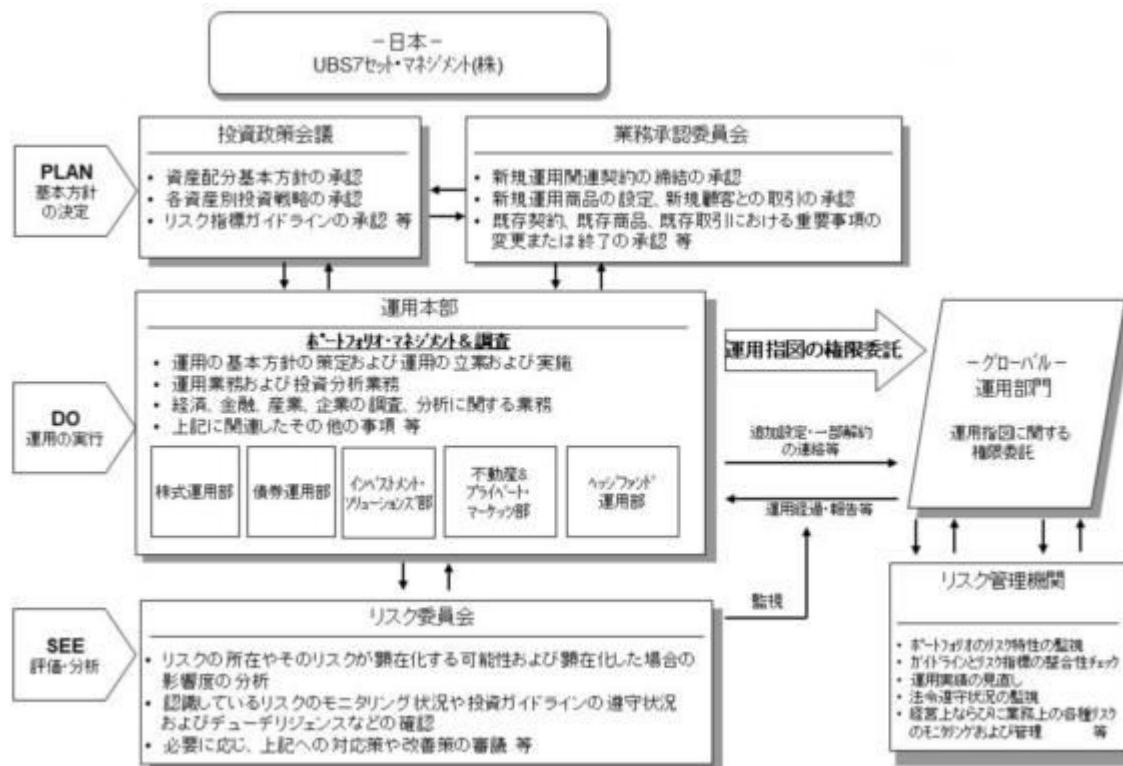 －日本－
UBSアセット・マネジメント(株)
PLAN
基本方針
の決定
投資政策会議
• 資産配分基本方針の承認
• 各資産別投資戦略の承認
• リスク指標ガイドラインの承認 等
業務承認委員会
• 新規運用関連契約の締結の承認
• 新規運用商品の設定、新規顧客との取引の承認
• 既存契約、既存商品、既存取引における重要事項の
変更または終了の承認 等
DO
運用の実行
運用本部
ポートフォリオ・マネジメント＆調査
• 運用の基本方針の策定および運用の立案および実施
• 運用業務および投資分析業務
• 経済、金融、産業、企業の調査、分析に関する業務
• 上記に関連したその他の事項 等
株式運用部
債券運用部
インベストメント・
ソリューションズ部
不動産＆
プライベート・
マーケッツ部
ヘッジファンド
運用部
運用指図の権限委託
追加設定・一部解約
の連絡等
運用経過・報告等
監視
－グローバル－
運用部門
運用指図に関する
権限委託
SEE
評価・分析
リスク委員会
• リスクの所在やそのリスクが顕在化する可能性および顕在化した場合の
影響度の分析
• 認識しているリスクのモニタリング状況や投資ガイドラインの遵守状況
およびデューデリジェンスなどの確認
• 必要に応じ、上記への対応策や改善策の審議 等
リスク管理機関
• ポートフォリオのリスク特性の監視
• ガイドラインとリスク指標の整合性チェック
• 運用実績の見直し
• 法令遵守状況の監視
• 経営上ならびに業務上の各種リスク
のモニタリングおよび管理 等